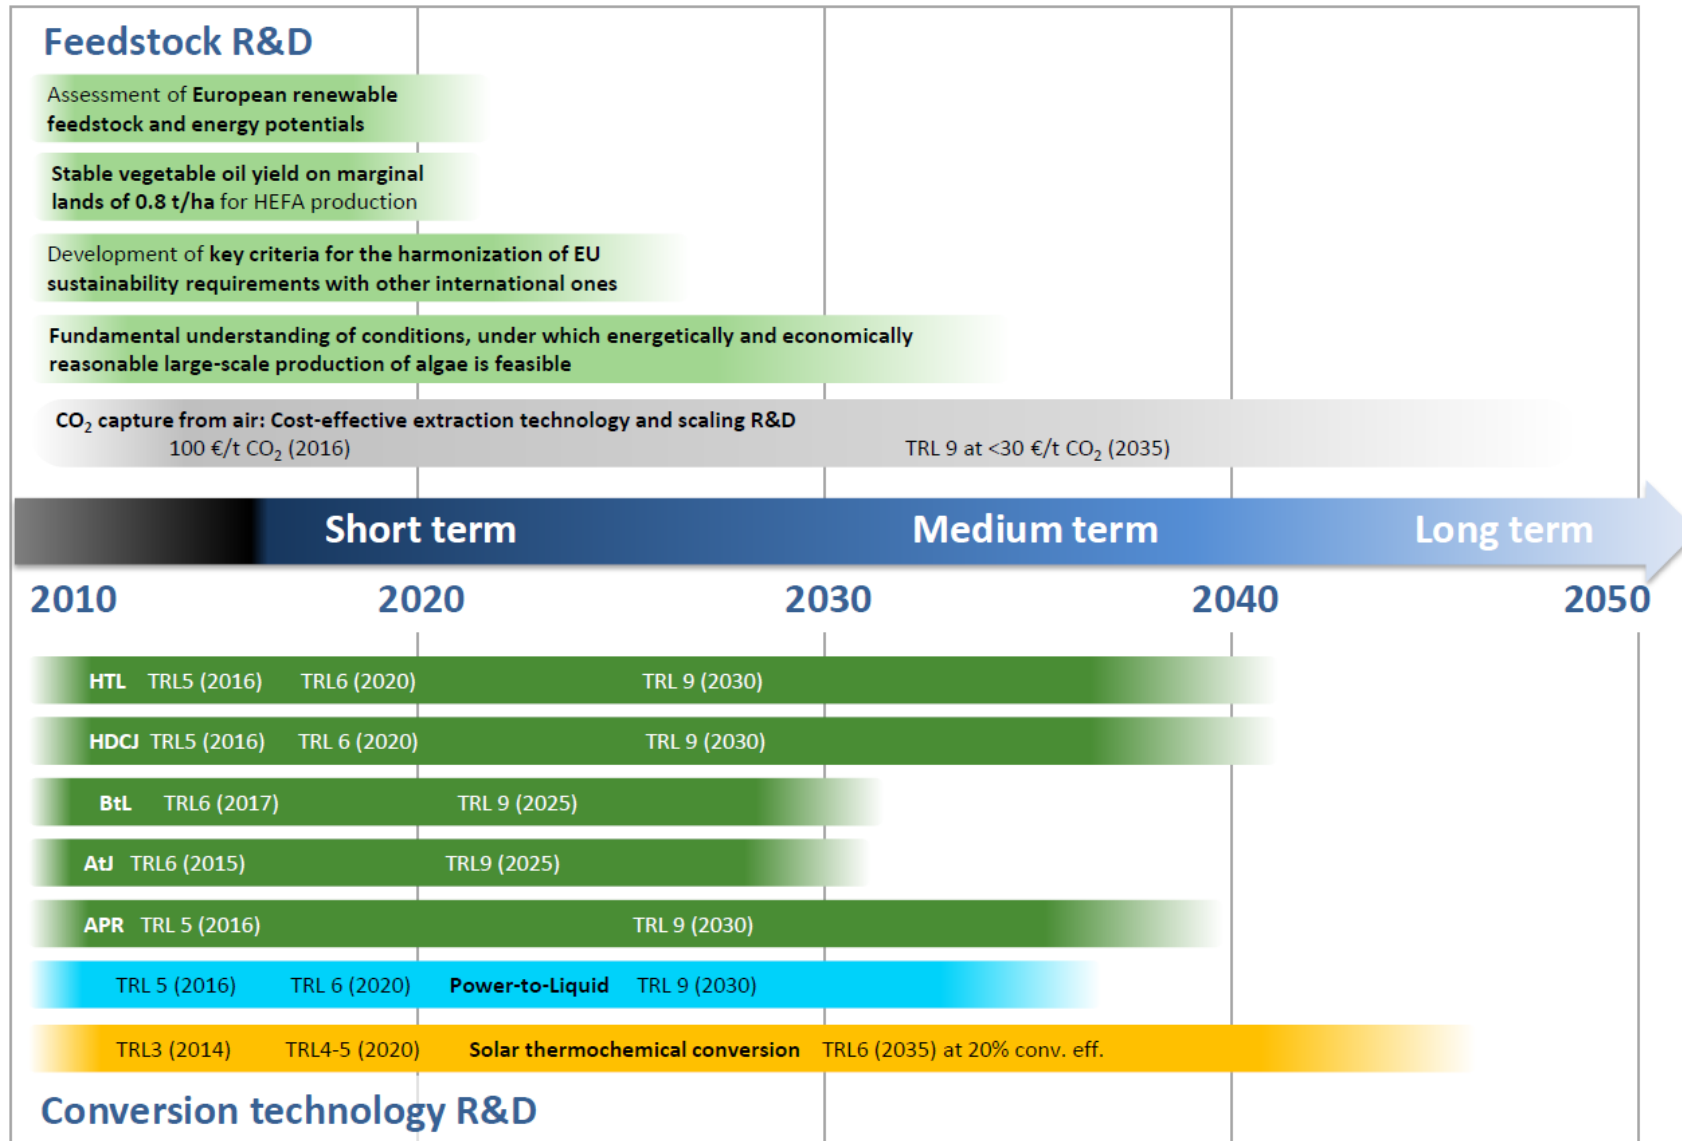 Feedstock R&D
Assessment of European renewable
feedstock and energy potentials
Stable vegetable oil yield on marginal
lands of 0.8 t/ha for HEFA production
Development of key criteria for the harmonization of EU
sustainability requirements with other international ones
Fundamental understanding of conditions, under which energetically and economically
reasonable large-scale production of algae is feasible
CO₂ capture from air: Cost-effective extraction technology and scaling R&D
100 €/t CO₂ (2016) TRL 9 at <30 €/t CO₂ (2035)
Short term Medium term Long term
2010 2020 2030 2040 2050
HTL TRL5 (2016) TRL6 (2020) TRL 9 (2030)
HDCJ TRL5 (2016) TRL 6 (2020) TRL 9 (2030)
BtL TRL6 (2017) TRL 9 (2025)
AtJ TRL6 (2015) TRL9 (2025)
APR TRL 5 (2016) TRL 9 (2030)
TRL 5 (2016) TRL 6 (2020) Power-to-Liquid TRL 9 (2030)
TRL3 (2014) TRL4-5 (2020) Solar thermochemical conversion TRL6 (2035) at 20% conv. eff.
Conversion technology R&D